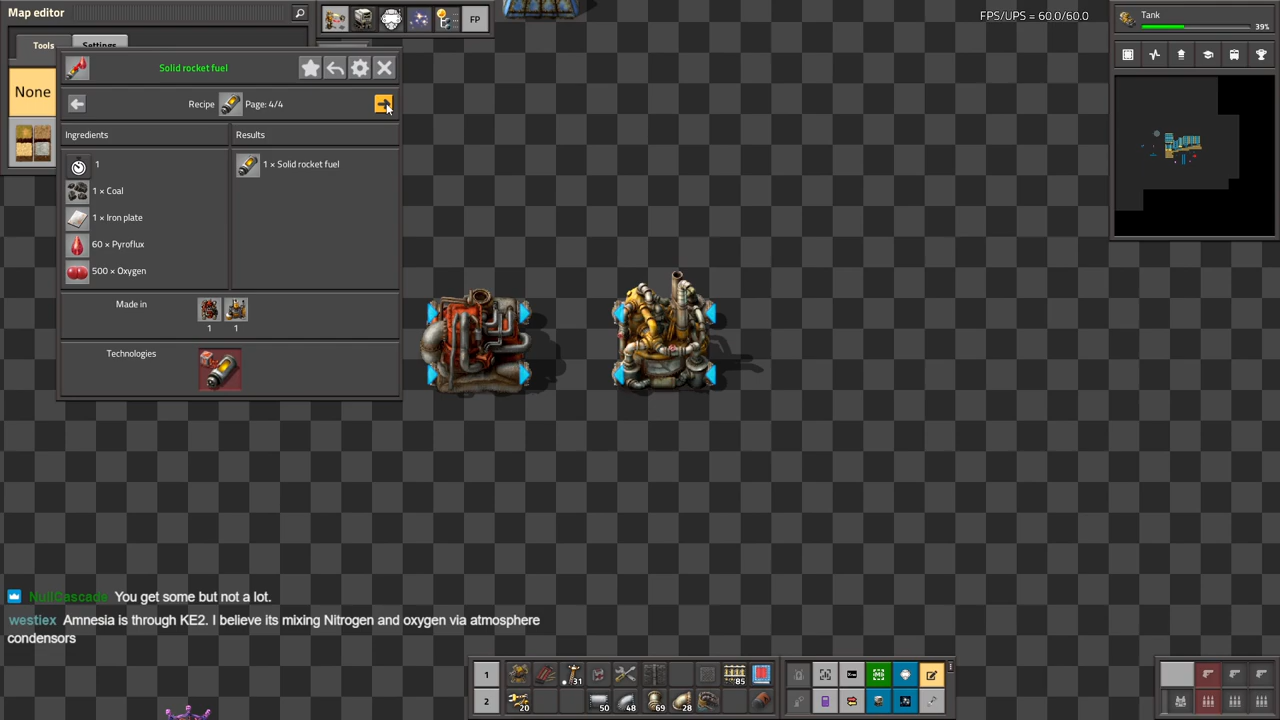 Map editor
FPS/UPS = 60.0/60.0
Tank
39%
FP
Tools
Settings
Solid rocket fuel
None
Recipe
Page: 4/4
Ingredients
Results
1
1 × Solid rocket fuel
1 × Coal
1 × Iron plate
60 × Pyroflux
500 × Oxygen
Made in
1
1
Technologies
NullCascade You get some but not a lot.
westiex Amnesia is through KE2. I believe its mixing Nitrogen and oxygen via atmosphere
condensors
1
31
85
2
20
50
48
69
28